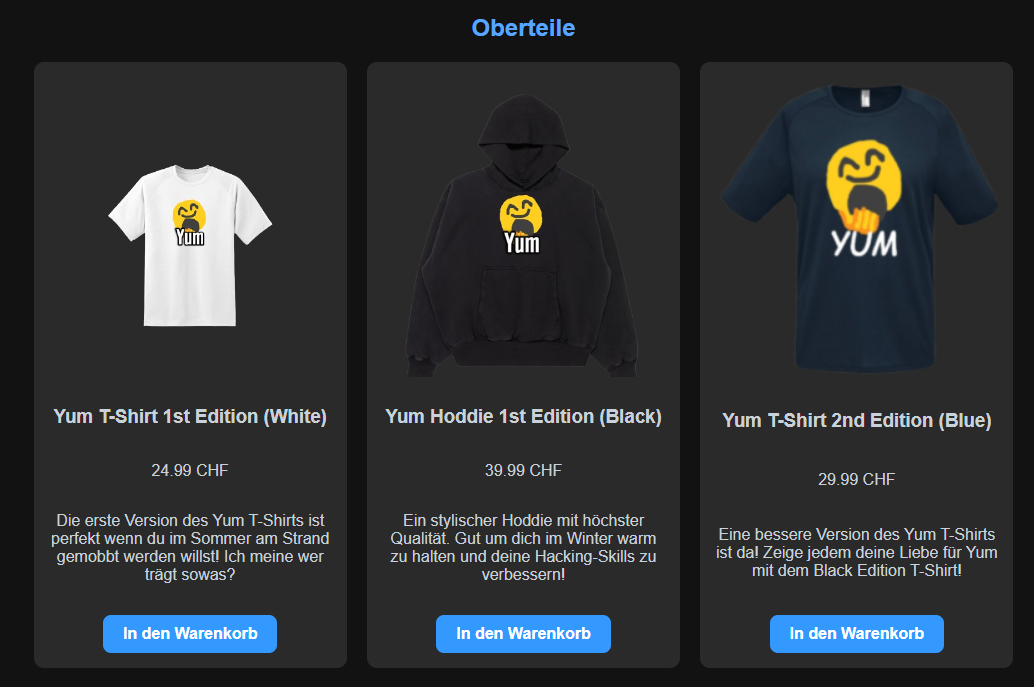 Oberteile
Yum
Yum
YUM
Yum T-Shirt 1st Edition (White)
24.99 CHF
Die erste Version des Yum T-Shirts ist
perfekt wenn du im Sommer am Strand
gemobbt werden willst! Ich meine wer
trägt sowas?
In den Warenkorb
Yum Hoddie 1st Edition (Black)
39.99 CHF
Ein stylischer Hoddie mit höchster
Qualität. Gut um dich im Winter warm
zu halten und deine Hacking-Skills zu
verbessern!
In den Warenkorb
Yum T-Shirt 2nd Edition (Blue)
29.99 CHF
Eine bessere Version des Yum T-Shirts
ist da! Zeige jedem deine Liebe für Yum
mit dem Black Edition T-Shirt!
In den Warenkorb